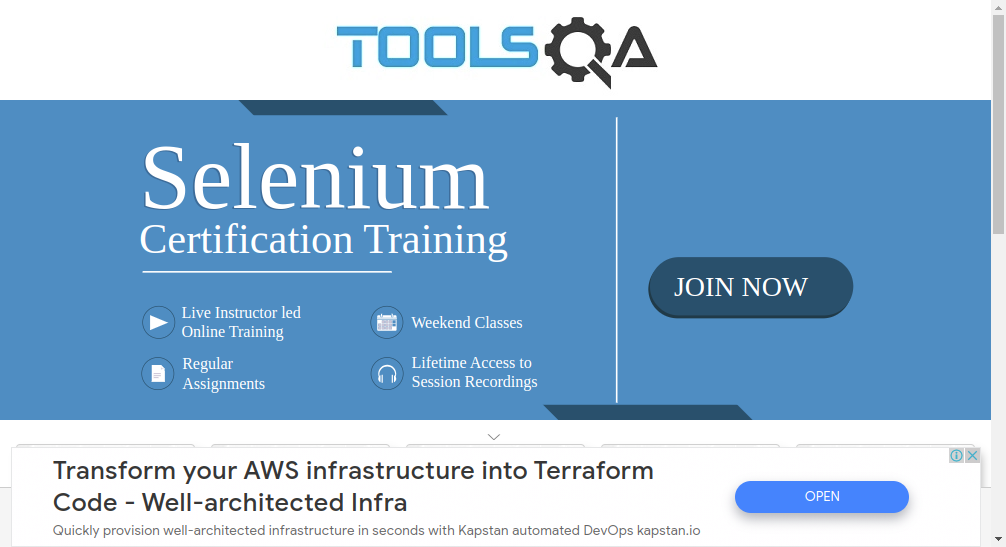 TOOLSQA
Selenium
Certification Training
Live Instructor led
Online Training
Weekend Classes
Regular
Assignments
Lifetime Access to
Session Recordings
JOIN NOW
Transform your AWS infrastructure into Terraform
Code - Well-architected Infra
Quickly provision well-architected infrastructure in seconds with Kapstan automated DevOps kapstan.io
OPEN